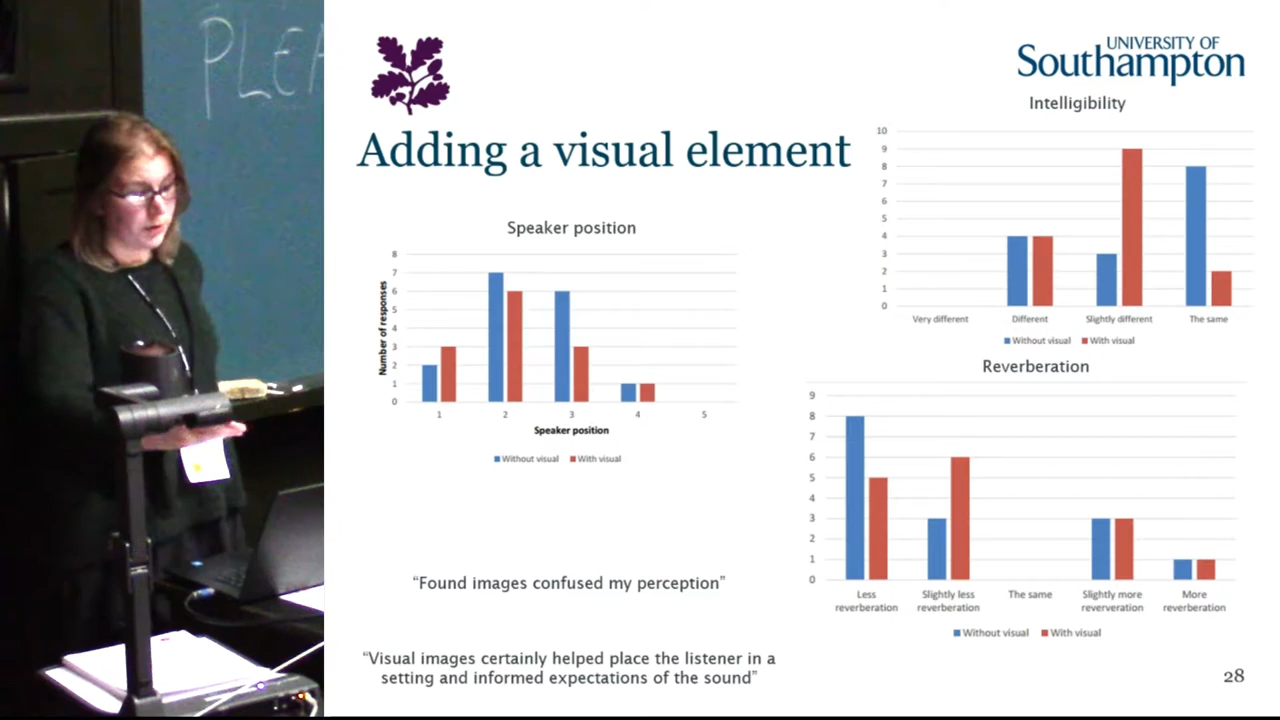 PLEA
UNIVERSITY OF
Southampton
Adding a visual element
Speaker position
8
7
6
5
4
3
2
1
0
Number of responses
1 2 3 4 5
Speaker position
Without visual With visual
"Found images confused my perception"
"Visual images certainly helped place the listener in a
setting and informed expectations of the sound"
Intelligibility
10
9
8
7
6
5
4
3
2
1
0
Very different Different Slightly different The same
Without visual With visual
Reverberation
9
8
7
6
5
4
3
2
1
0
Less Slightly less The same Slightly more More
reverberation reverberation reververation reverberation
Without visual With visual
28